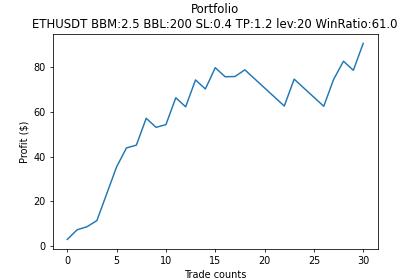 Portfolio
ETHUSDT BBM:2.5 BBL:200 SL:0.4 TP:1.2 lev:20 WinRatio:61.0
80
60
40
20
0
Profit ($)
0 5 10 15 20 25 30
Trade counts